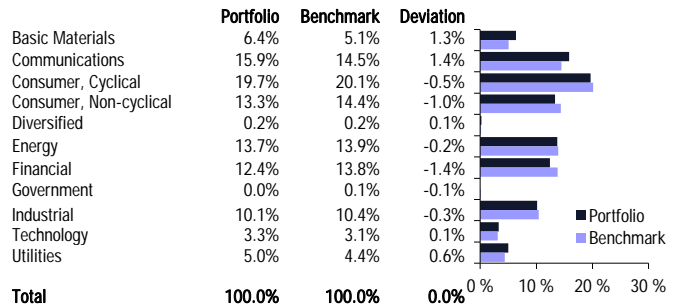 Portfolio Benchmark Deviation
Basic Materials 6.4% 5.1% 1.3%
Communications 15.9% 14.5% 1.4%
Consumer, Cyclical 19.7% 20.1% -0.5%
Consumer, Non-cyclical 13.3% 14.4% -1.0%
Diversified 0.2% 0.2% 0.1%
Energy 13.7% 13.9% -0.2%
Financial 12.4% 13.8% -1.4%
Government 0.0% 0.1% -0.1%
Industrial 10.1% 10.4% -0.3%
Technology 3.3% 3.1% 0.1%
Utilities 5.0% 4.4% 0.6%
Total 100.0% 100.0% 0.0%
Portfolio
Benchmark
0 % 10 % 20 % 30 %